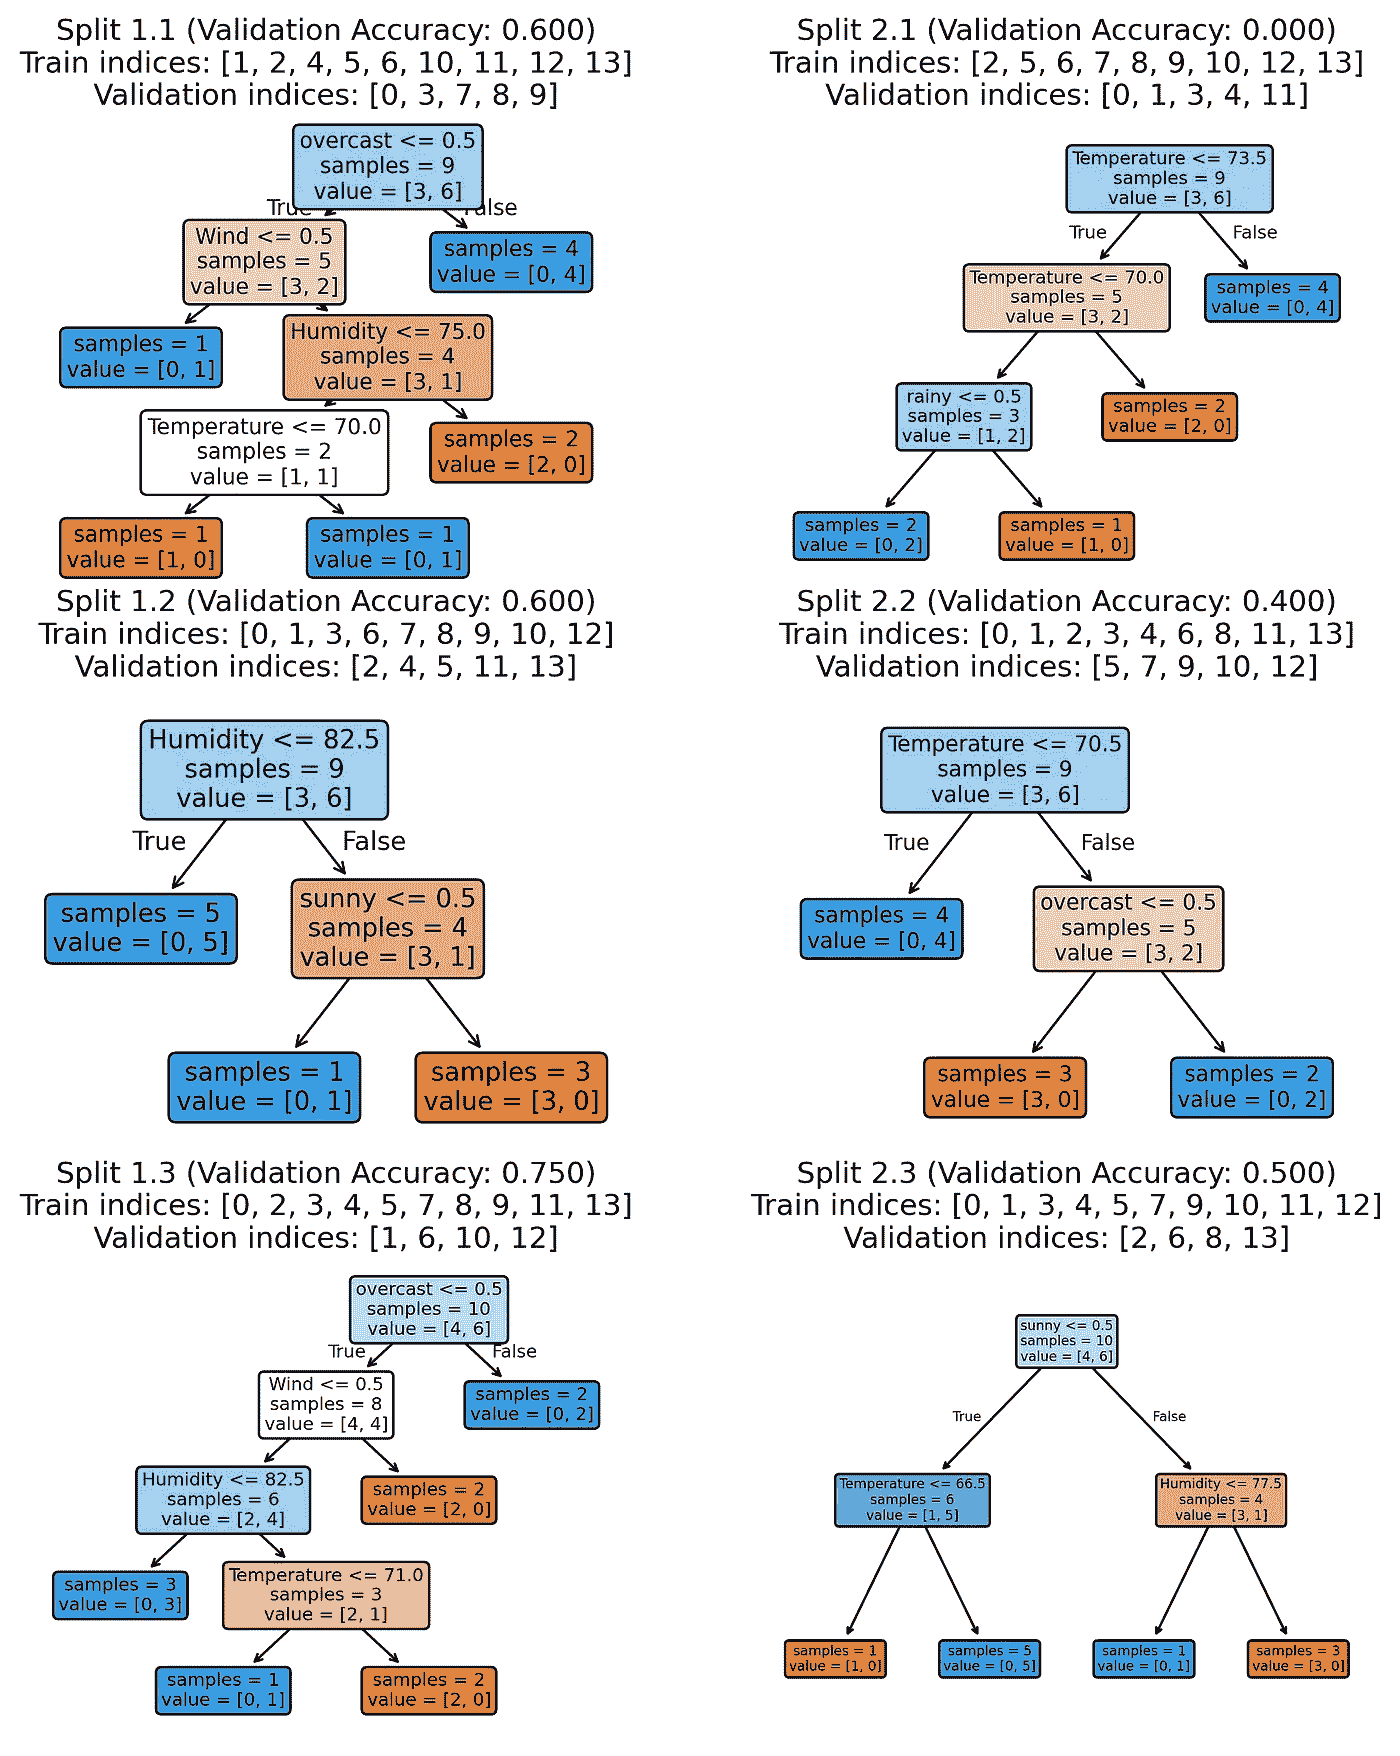 Split 1.1 (Validation Accuracy: 0.600)
Train indices: [1, 2, 4, 5, 6, 10, 11, 12, 13]
Validation indices: [0, 3, 7, 8, 9]
overcast <= 0.5
samples = 9
value = [3, 6]
True
False
Wind <= 0.5
samples = 5
value = [3, 2]
samples = 4
value = [0, 4]
samples = 1
value = [0, 1]
Humidity <= 75.0
samples = 4
value = [3, 1]
Temperature <= 70.0
samples = 2
value = [1, 1]
samples = 2
value = [2, 0]
samples = 1
value = [1, 0]
samples = 1
value = [0, 1]
Split 2.1 (Validation Accuracy: 0.000)
Train indices: [2, 5, 6, 7, 8, 9, 10, 12, 13]
Validation indices: [0, 1, 3, 4, 11]
Temperature <= 73.5
samples = 9
value = [3, 6]
True
False
Temperature <= 70.0
samples = 5
value = [3, 2]
samples = 4
value = [0, 4]
rainy <= 0.5
samples = 3
value = [1, 2]
samples = 2
value = [2, 0]
samples = 2
value = [0, 2]
samples = 1
value = [1, 0]
Split 1.2 (Validation Accuracy: 0.600)
Train indices: [0, 1, 3, 6, 7, 8, 9, 10, 12]
Validation indices: [2, 4, 5, 11, 13]
Humidity <= 82.5
samples = 9
value = [3, 6]
True
False
samples = 5
value = [0, 5]
sunny <= 0.5
samples = 4
value = [3, 1]
samples = 1
value = [0, 1]
samples = 3
value = [3, 0]
Split 2.2 (Validation Accuracy: 0.400)
Train indices: [0, 1, 2, 3, 4, 6, 8, 11, 13]
Validation indices: [5, 7, 9, 10, 12]
Temperature <= 70.5
samples = 9
value = [3, 6]
True
False
samples = 4
value = [0, 4]
overcast <= 0.5
samples = 5
value = [3, 2]
samples = 3
value = [3, 0]
samples = 2
value = [0, 2]
Split 1.3 (Validation Accuracy: 0.750)
Train indices: [0, 2, 3, 4, 5, 7, 8, 9, 11, 13]
Validation indices: [1, 6, 10, 12]
overcast <= 0.5
samples = 10
value = [4, 6]
True
False
Wind <= 0.5
samples = 8
value = [4, 4]
samples = 2
value = [0, 2]
Humidity <= 82.5
samples = 6
value = [2, 4]
samples = 2
value = [2, 0]
samples = 3
value = [0, 3]
Temperature <= 71.0
samples = 3
value = [2, 1]
samples = 1
value = [0, 1]
samples = 2
value = [2, 0]
Split 2.3 (Validation Accuracy: 0.500)
Train indices: [0, 1, 3, 4, 5, 7, 9, 10, 11, 12]
Validation indices: [2, 6, 8, 13]
sunny <= 0.5
samples = 10
value = [4, 6]
True
False
Temperature <= 66.5
samples = 6
value = [1, 5]
Humidity <= 77.5
samples = 4
value = [3, 1]
samples = 1
value = [1, 0]
samples = 5
value = [0, 5]
samples = 1
value = [0, 1]
samples = 3
value = [3, 0]